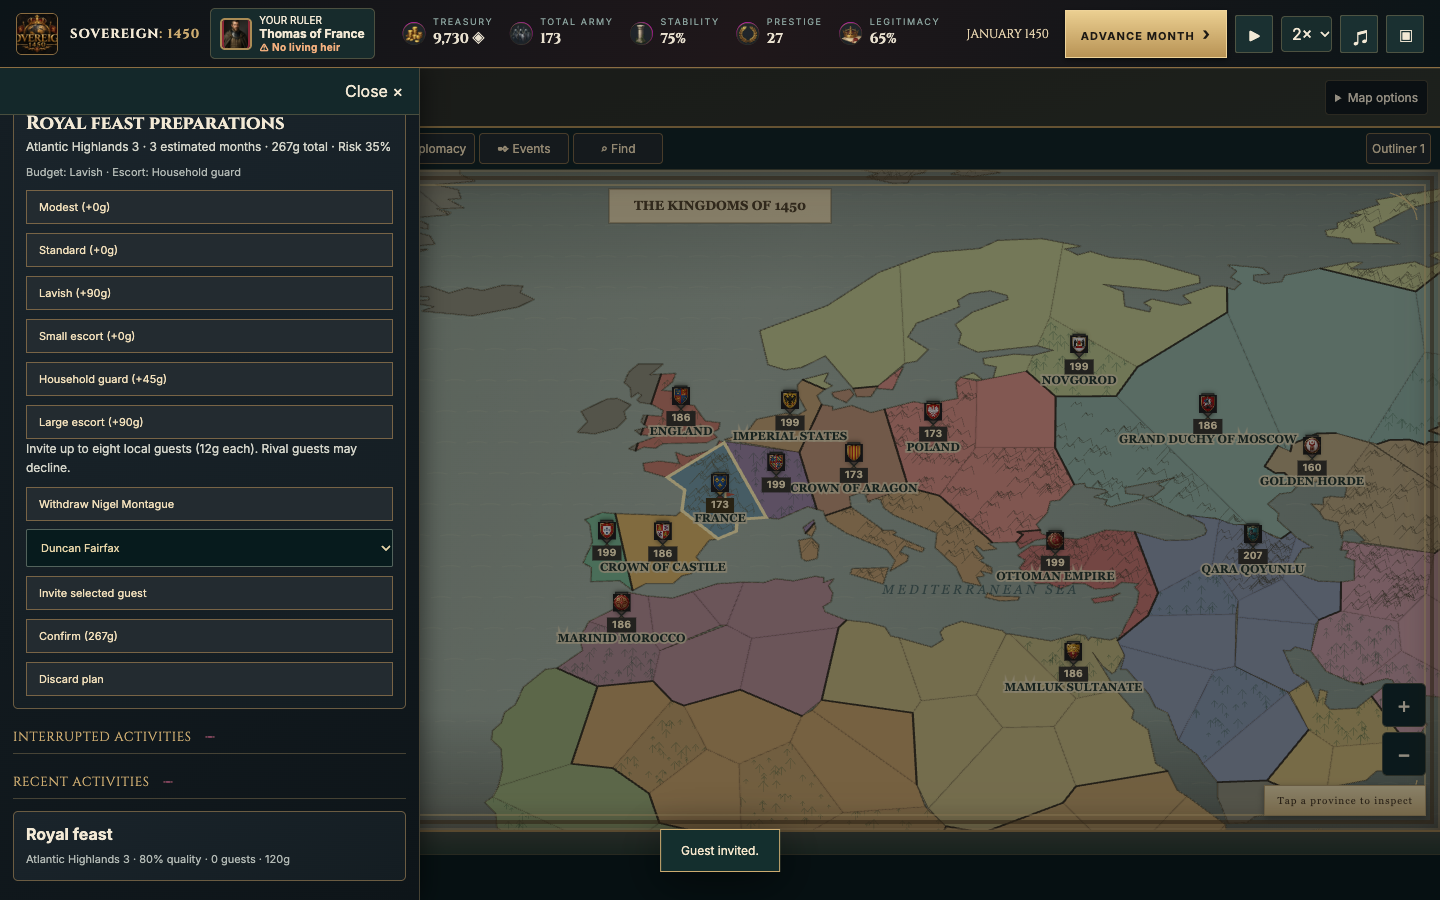 SOVEREIGN: 1450
YOUR RULER
Thomas of France
⚠ No living heir
TREASURY
9,730 ◈
TOTAL ARMY
173
STABILITY
75%
PRESTIGE
27
LEGITIMACY
65%
JANUARY 1450
ADVANCE MONTH ›
2×
Close ×
▸ Map options
plomacy
Events
Find
Outliner 1
ROYAL FEAST PREPARATIONS
Atlantic Highlands 3 · 3 estimated months · 267g total · Risk 35%
Budget: Lavish · Escort: Household guard
Modest (+0g)
Standard (+0g)
Lavish (+90g)
Small escort (+0g)
Household guard (+45g)
Large escort (+90g)
Invite up to eight local guests (12g each). Rival guests may
decline.
Withdraw Nigel Montague
Duncan Fairfax
Invite selected guest
Confirm (267g)
Discard plan
INTERRUPTED ACTIVITIES
RECENT ACTIVITIES
Royal feast
Atlantic Highlands 3 · 80% quality · 0 guests · 120g
THE KINGDOMS OF 1450
199
NOVGOROD
186
ENGLAND
199
IMPERIAL STATES
173
POLAND
186
GRAND DUCHY OF MOSCOW
160
GOLDEN HORDE
199
173
CROWN OF ARAGON
173
FRANCE
199
186
CROWN OF CASTILE
199
OTTOMAN EMPIRE
207
QARA QOYUNLU
MEDITERRANEAN SEA
186
MARINID MOROCCO
186
MAMLUK SULTANATE
+
−
Tap a province to inspect
Guest invited.